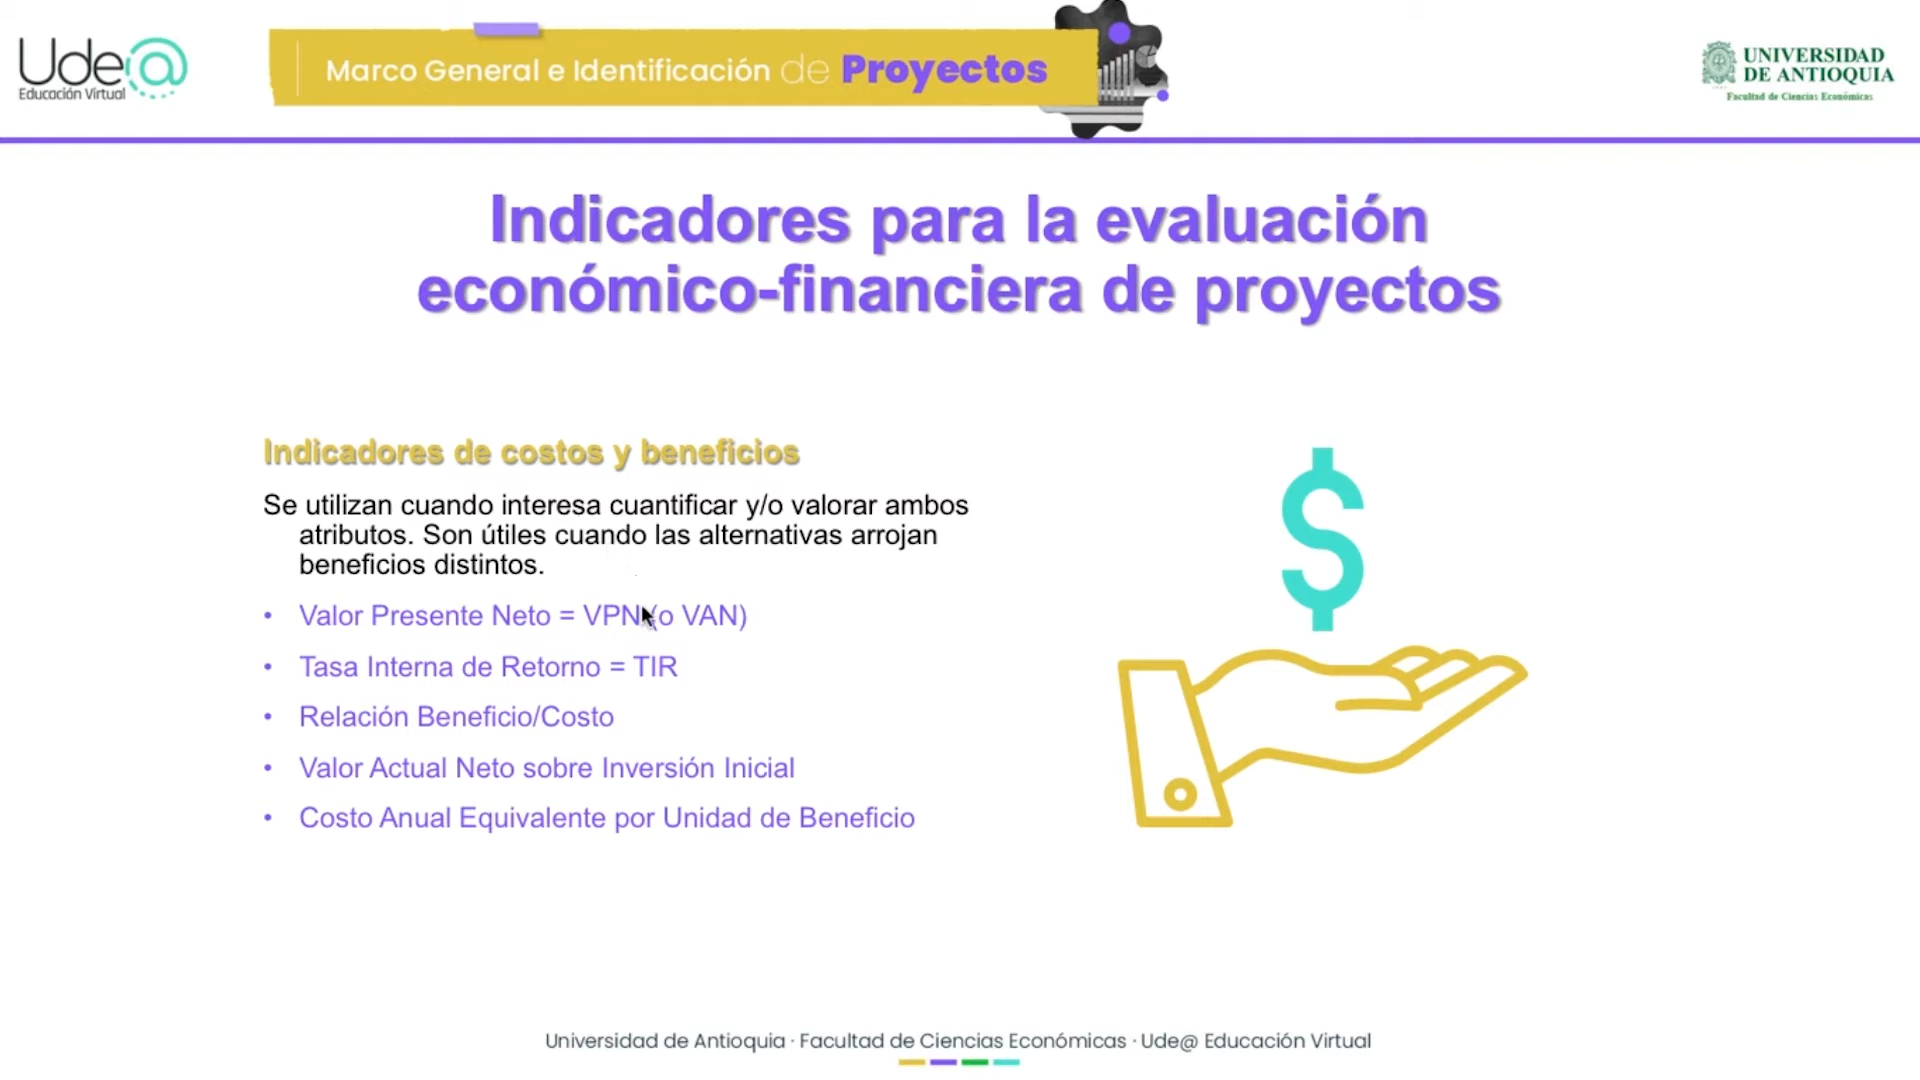 Ude@
Educación Virtual
Marco General e Identificación de Proyectos
UNIVERSIDAD
DE ANTIOQUIA
Facultad de Ciencias Económicas
Indicadores para la evaluación
económico-financiera de proyectos
Indicadores de costos y beneficios
Se utilizan cuando interesa cuantificar y/o valorar ambos
atributos. Son útiles cuando las alternativas arrojan
beneficios distintos.
• Valor Presente Neto = VPN (o VAN)
• Tasa Interna de Retorno = TIR
• Relación Beneficio/Costo
• Valor Actual Neto sobre Inversión Inicial
• Costo Anual Equivalente por Unidad de Beneficio
$
Universidad de Antioquia · Facultad de Ciencias Económicas · Ude@ Educación Virtual